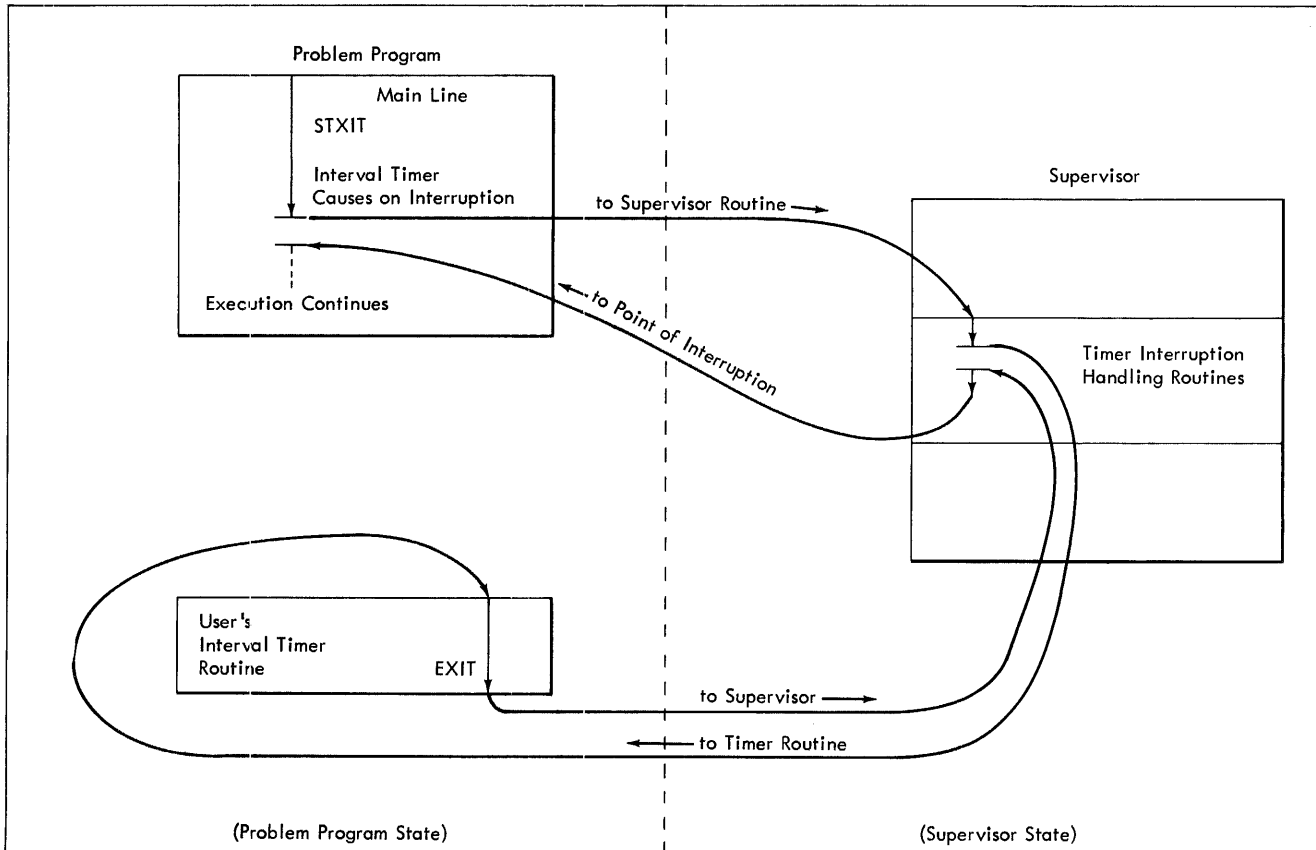 Problem Program
Main Line
STXIT
Interval Timer
Causes on Interruption
to Supervisor Routine
Supervisor
Execution Continues
to Point of Interruption
Timer Interruption
Handling Routines
User's
Interval Timer
Routine
EXIT
to Supervisor
to Timer Routine
(Problem Program State)
(Supervisor State)